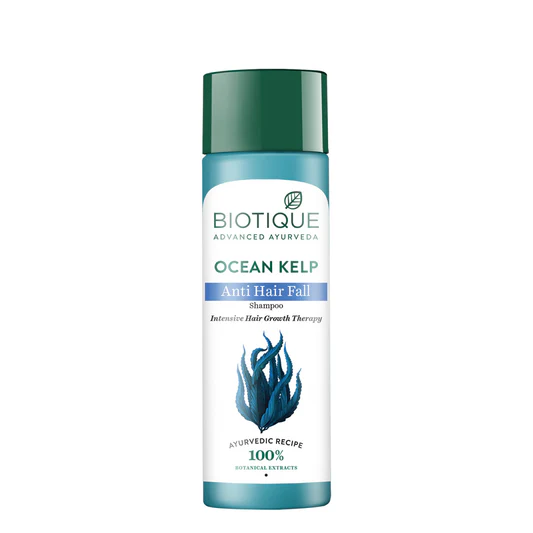 BIOTIQUE
ADVANCED AYURVEDA
OCEAN KELP
Anti Hair Fall
Shampoo
Intensive Hair Growth Therapy
AYURVEDIC RECIPE
100%
BOTANICAL EXTRACTS